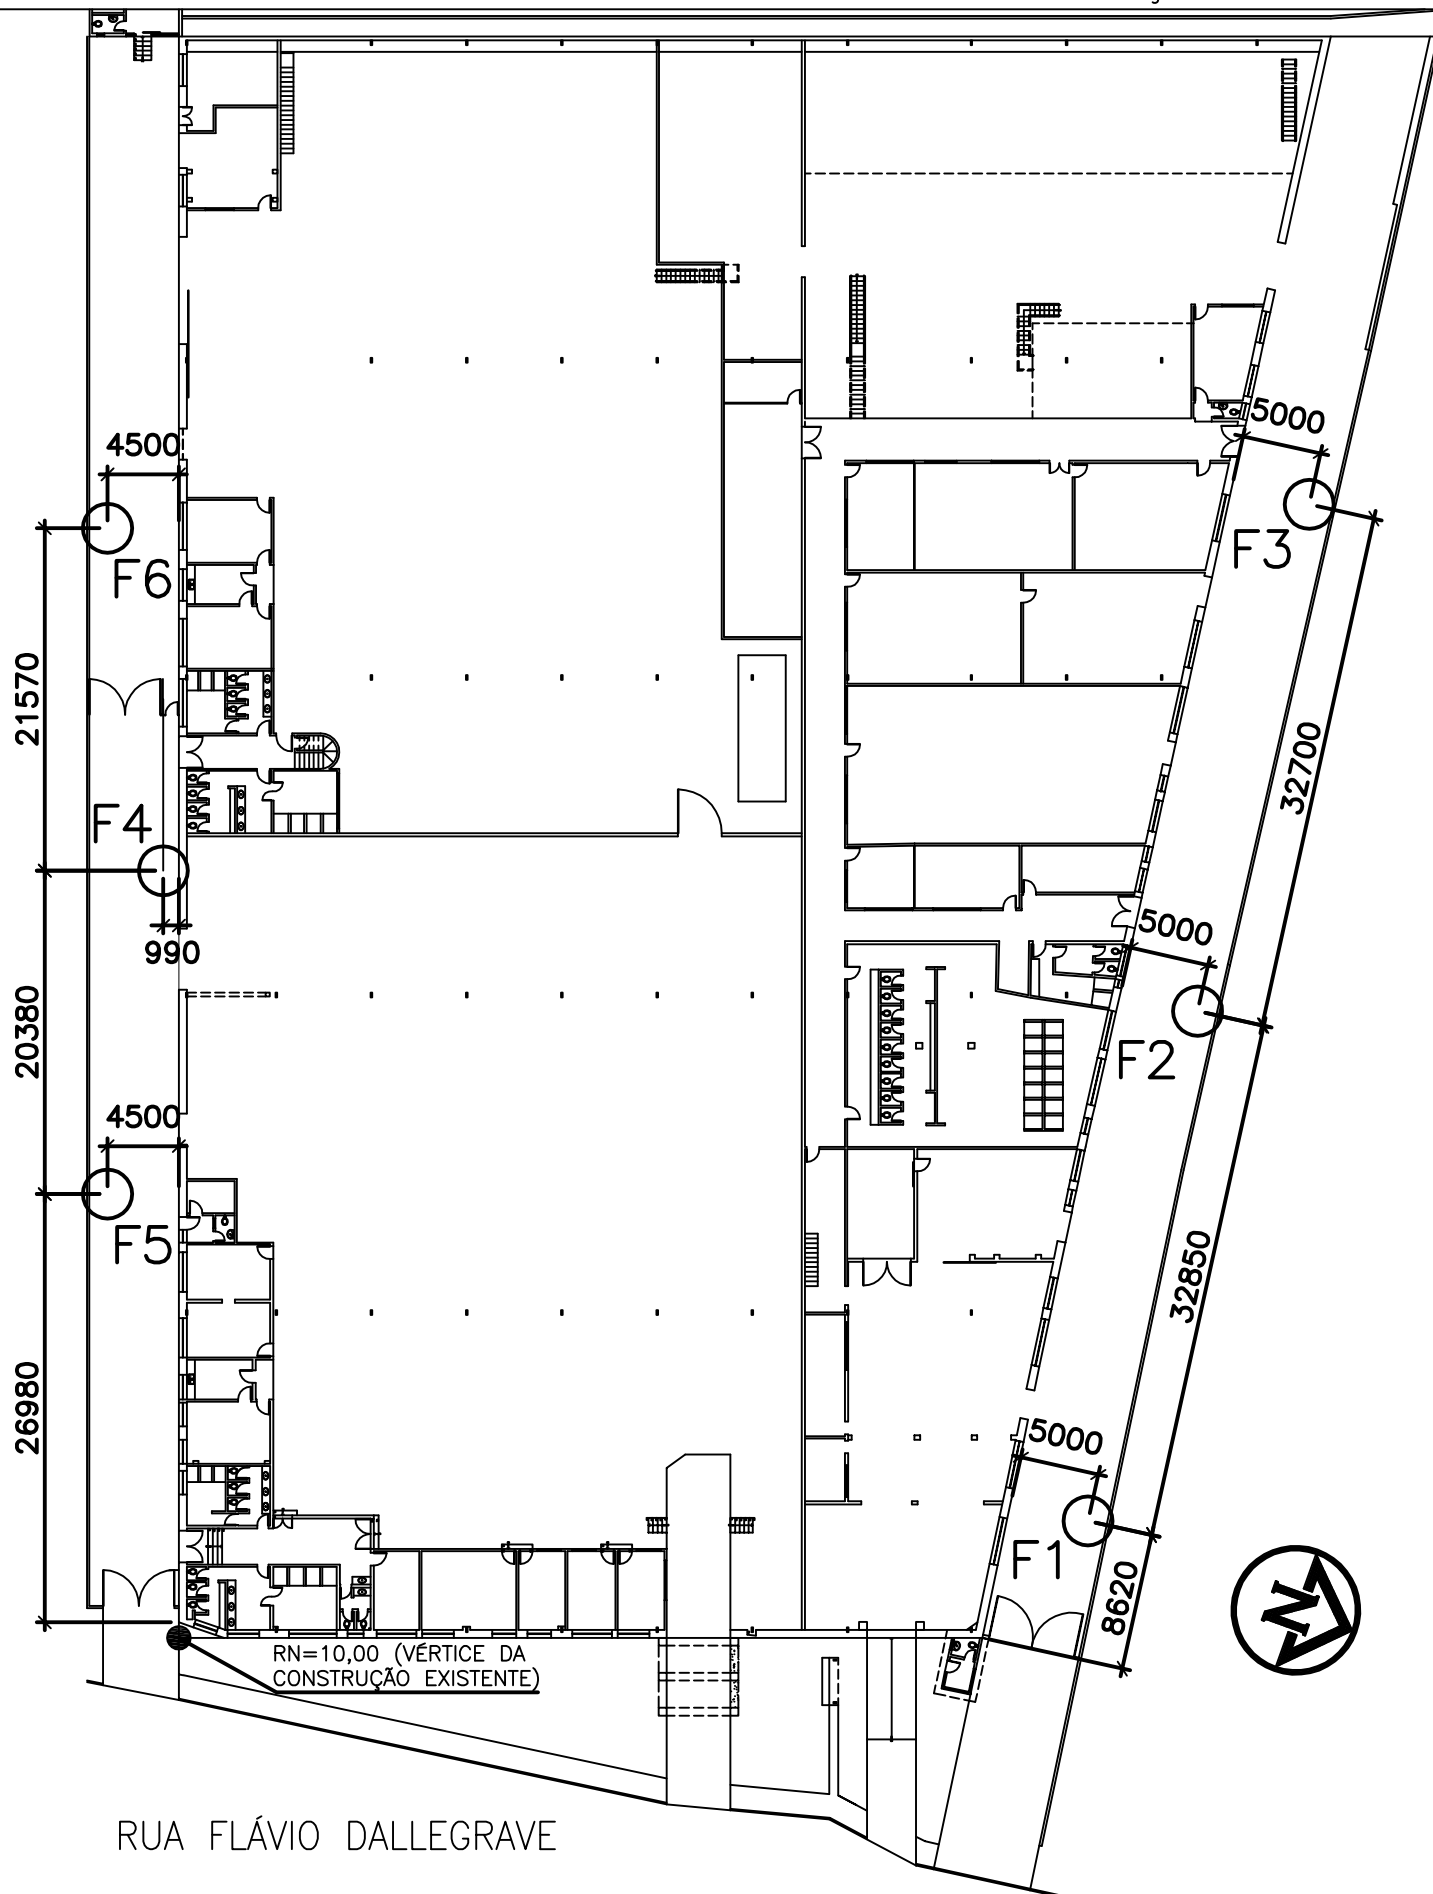 5000
4500
F3
F6
21570
32700
F4
5000
990
20380
F2
4500
F5
32850
26980
5000
F1
8620
N
RN=10,00 (VÉRTICE DA
CONSTRUÇÃO EXISTENTE)
RUA FLÁVIO DALLEGRAVE